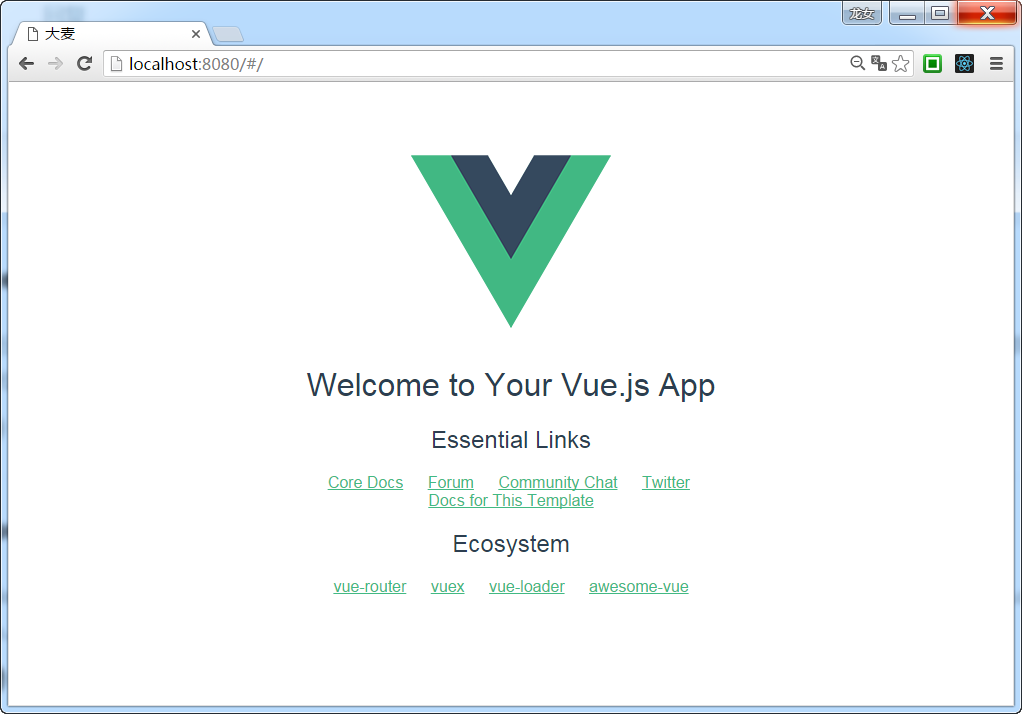 龙女
大麦
localhost:8080/#/
Welcome to Your Vue.js App
Essential Links
Core Docs Forum Community Chat Twitter
Docs for This Template
Ecosystem
vue-router vuex vue-loader awesome-vue